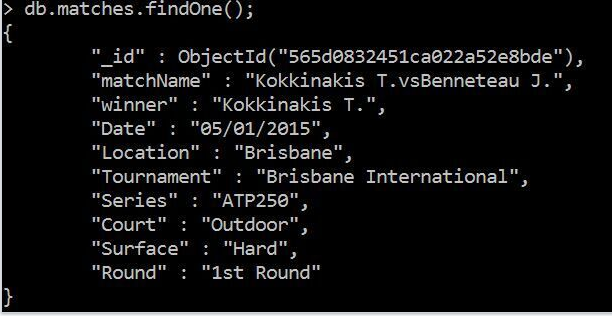 > db.matches.findOne();
{
        "_id" : ObjectId("565d0832451ca022a52e8bde"),
        "matchName" : "Kokkinakis T.vsBenneteau J.",
        "winner" : "Kokkinakis T.",
        "Date" : "05/01/2015",
        "Location" : "Brisbane",
        "Tournament" : "Brisbane International",
        "Series" : "ATP250",
        "Court" : "Outdoor",
        "Surface" : "Hard",
        "Round" : "1st Round"
}